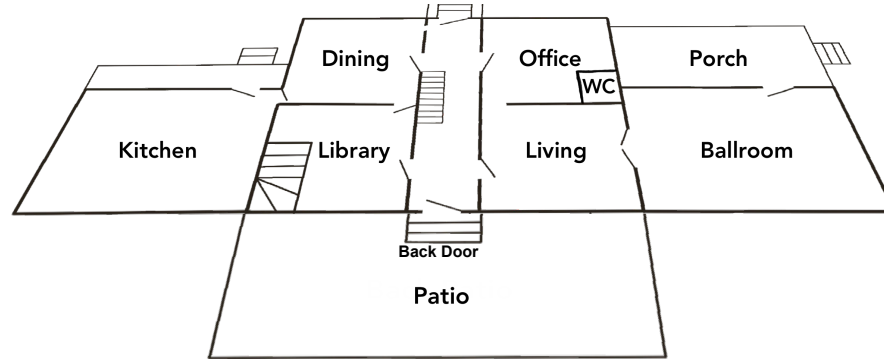 Dining
Office
Porch
WC
Kitchen
Library
Living
Ballroom
Back Door
Patio